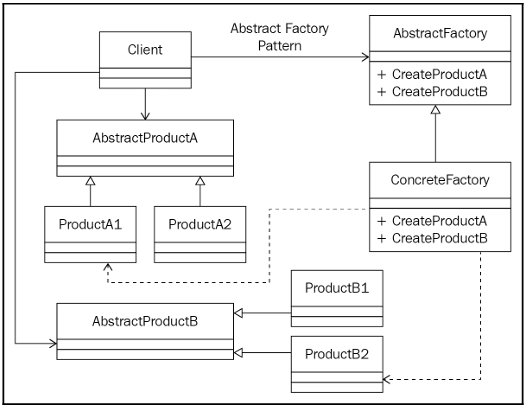 Abstract Factory
Pattern
Client
AbstractFactory
+ CreateProductA
+ CreateProductB
AbstractProductA
ProductA1
ProductA2
ConcreteFactory
+ CreateProductA
+ CreateProductB
AbstractProductB
ProductB1
ProductB2